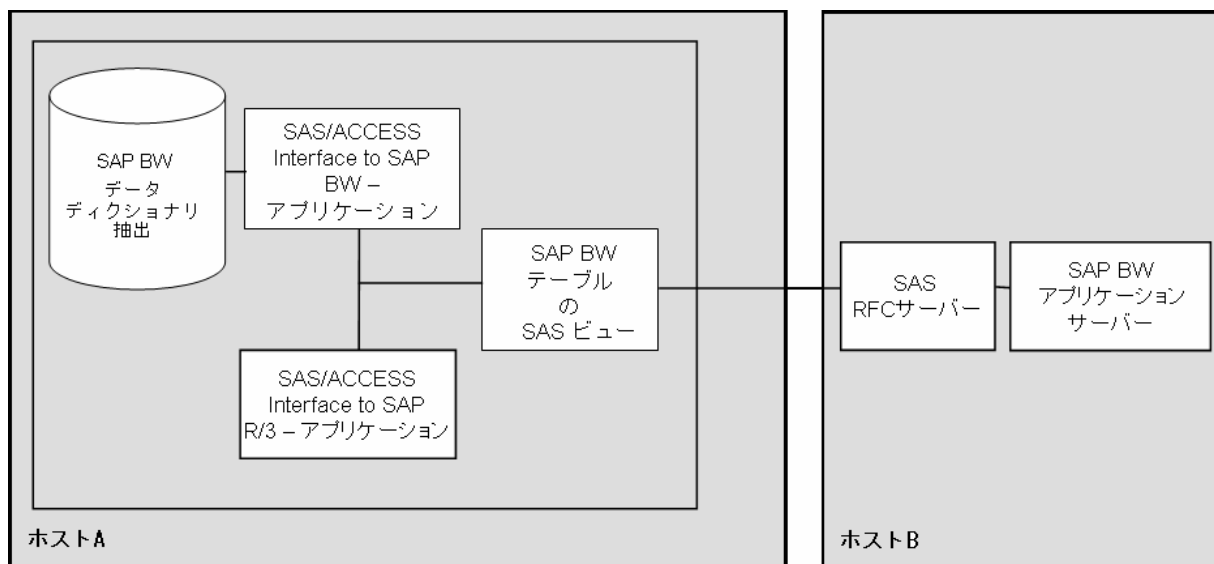 SAP BW
データ
ディクショナリ
抽出
SAS/ACCESS
Interface to SAP
BW –
アプリケーション
SAP BW
テーブル
の
SAS ビュー
SAS/ACCESS
Interface to SAP
R/3 – アプリケーション
ホストA
SAS
RFCサーバー
SAP BW
アプリケーション
サーバー
ホストB